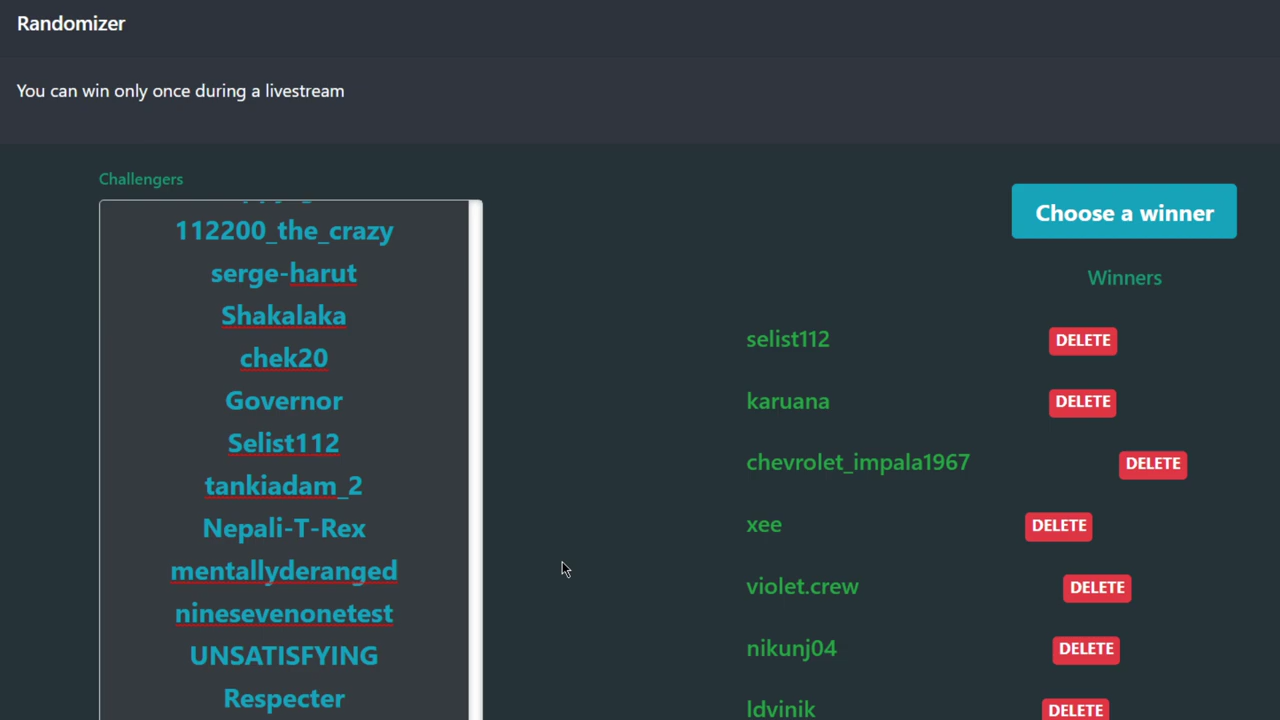 Randomizer
You can win only once during a livestream
Challengers
112200_the_crazy
serge-harut
Shakalaka
chek20
Governor
Selist112
tankiadam_2
Nepali-T-Rex
mentallyderanged
ninesevenonetest
UNSATISFYING
Respecter
Choose a winner
Winners
selist112 DELETE
karuana DELETE
chevrolet_impala1967 DELETE
xee DELETE
violet.crew DELETE
nikunj04 DELETE
ldvinik DELETE